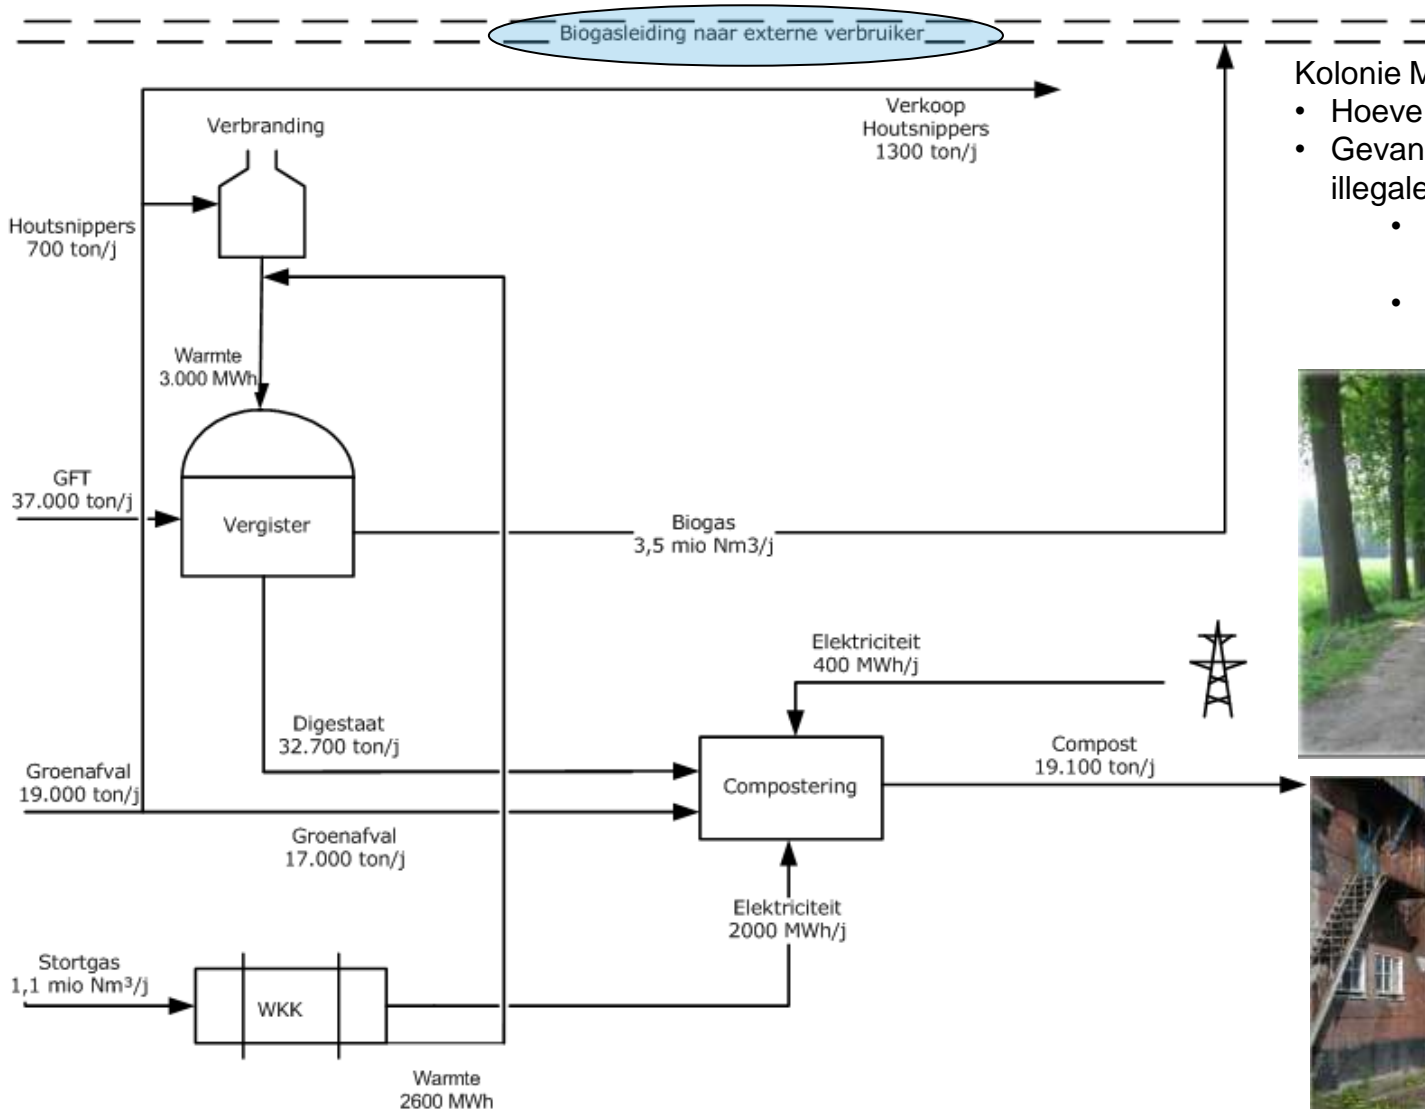 Biogasleiding naar externe verbruiker
Kolonie M
• Hoeve
• Gevan
illegale
•
•
Verkoop
Houtsnippers
1300 ton/j
Verbranding
Houtsnippers
700 ton/j
Warmte
3.000 MWh
GFT
37.000 ton/j
Vergister
Biogas
3,5 mio Nm3/j
Elektriciteit
400 MWh/j
Digestaat
32.700 ton/j
Compost
19.100 ton/j
Groenafval
19.000 ton/j
Compostering
Groenafval
17.000 ton/j
Elektriciteit
2000 MWh/j
Stortgas
1,1 mio Nm³/j
WKK
Warmte
2600 MWh